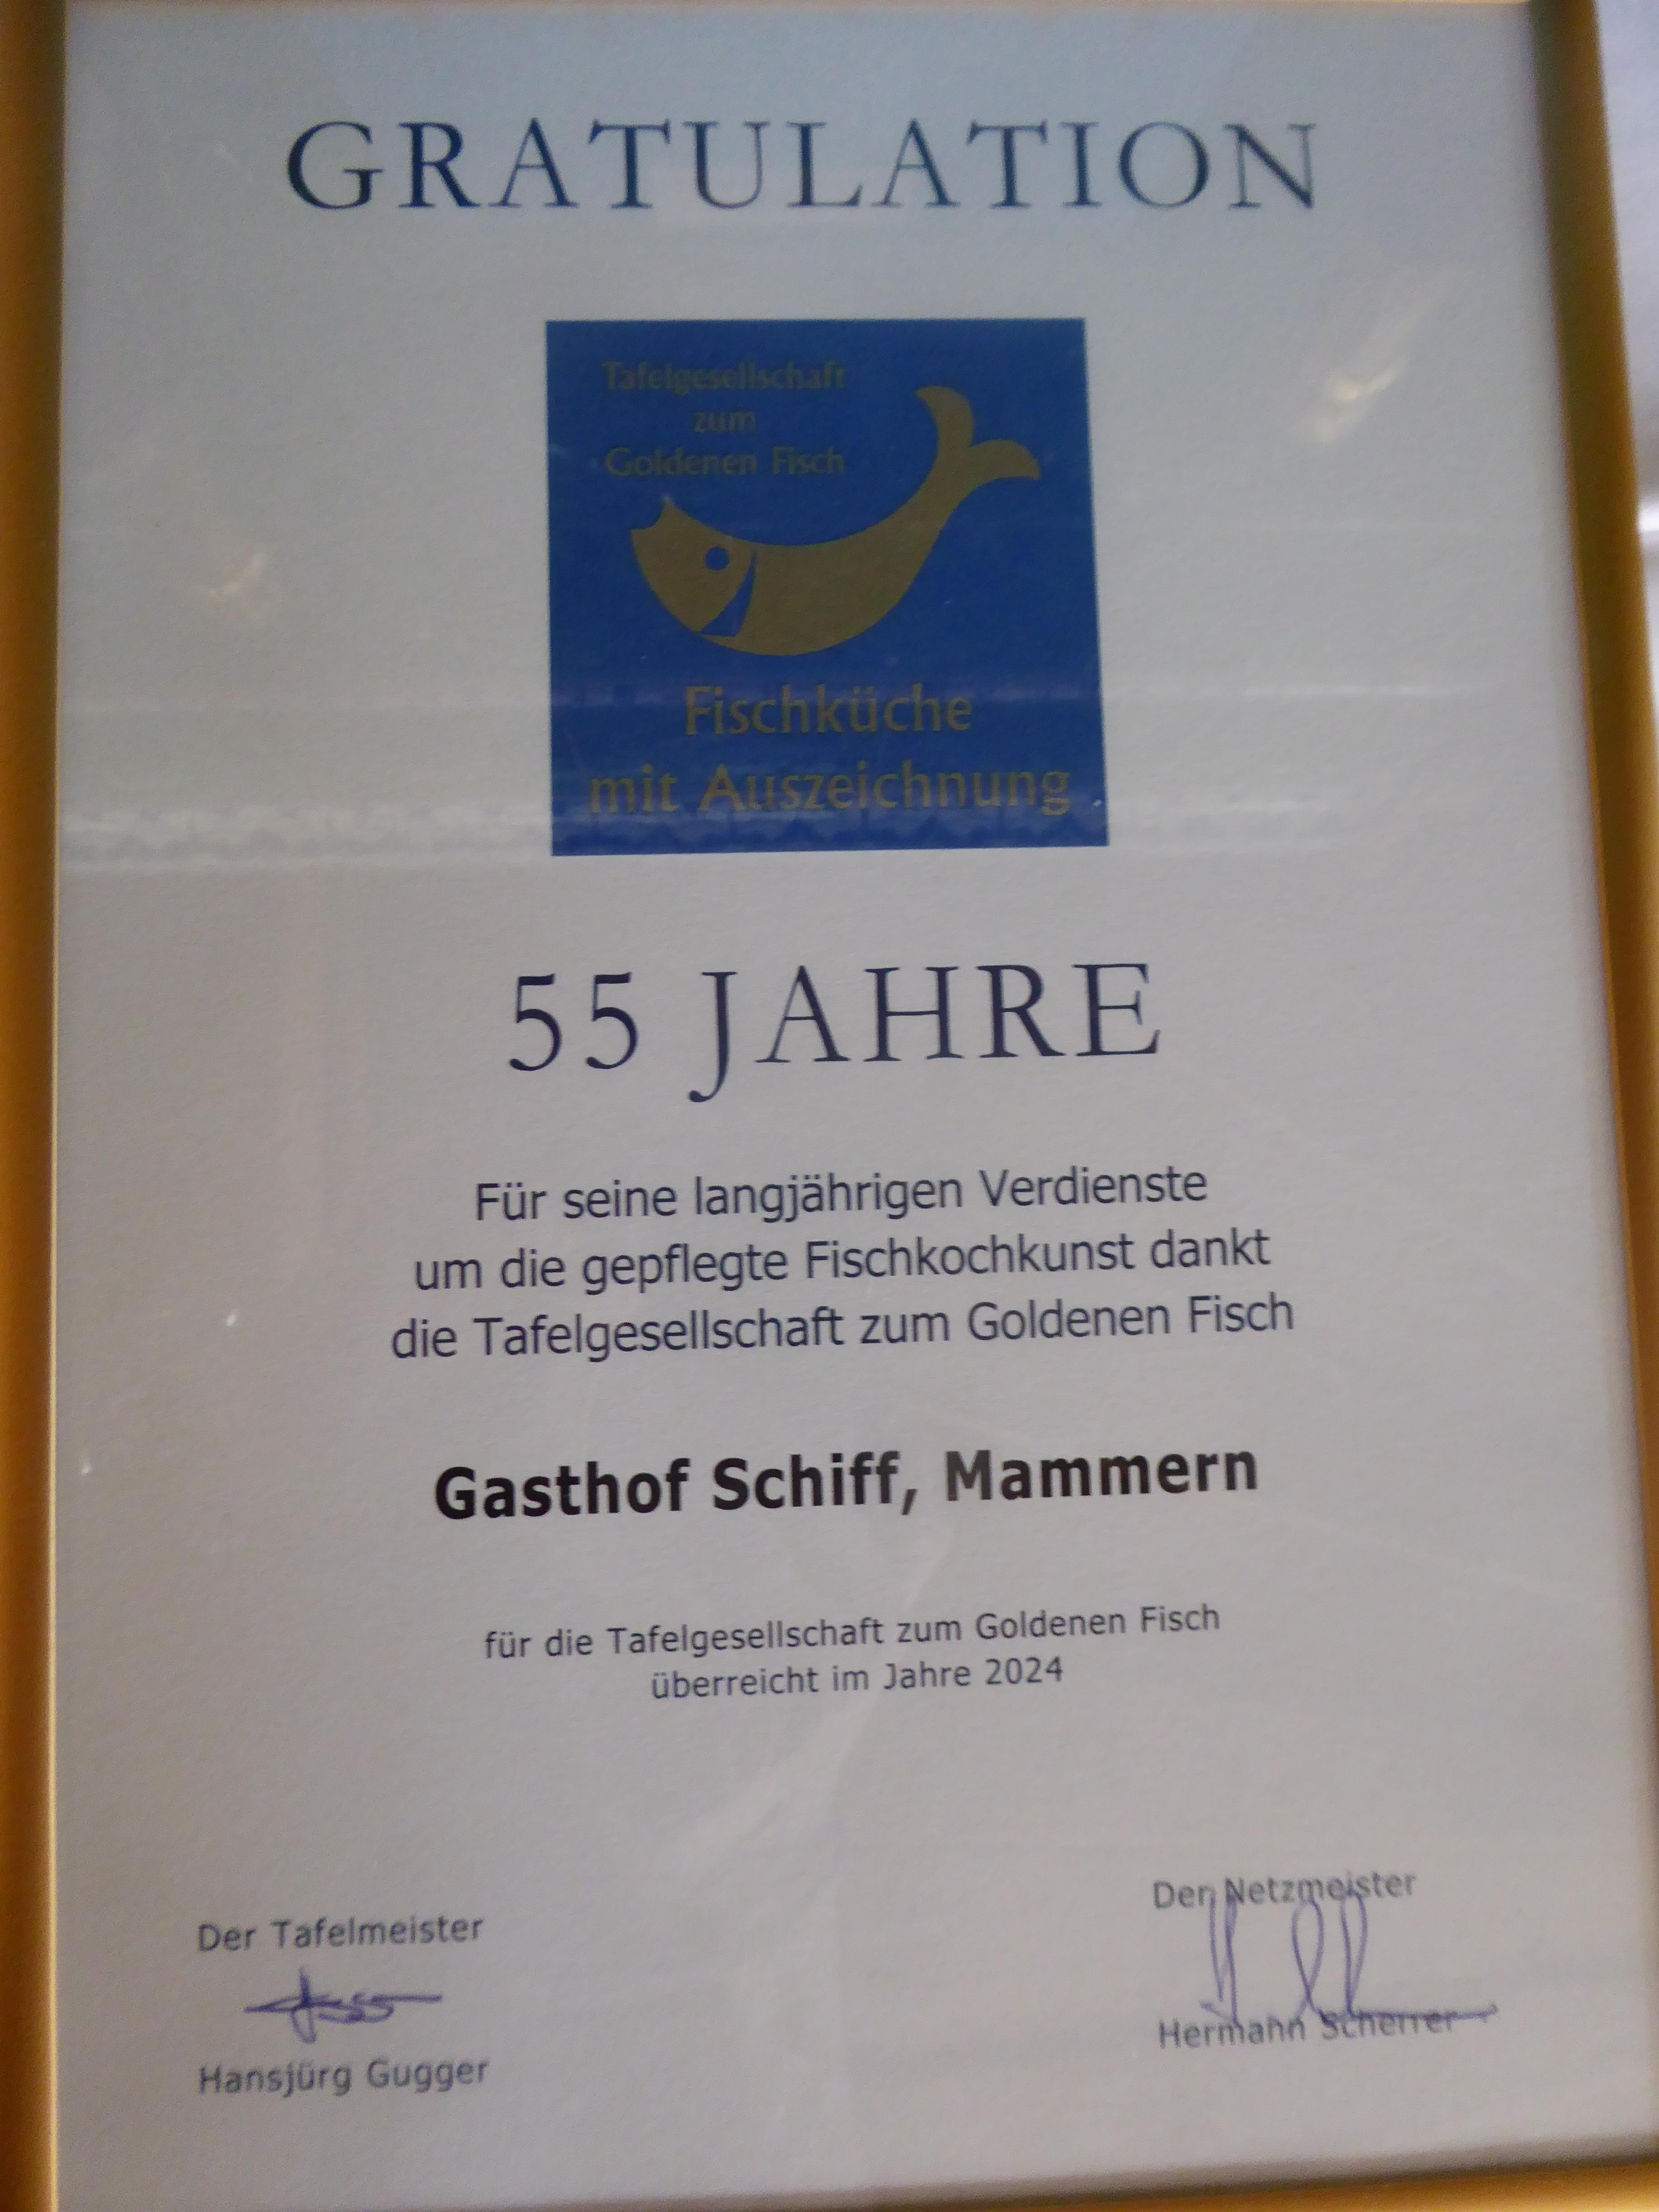 GRATULATION
Tafelgesellschaft
zum
Goldenen Fisch
Fischküche
mit Auszeichnung
55 JAHRE
Für seine langjährigen Verdienste
um die gepflegte Fischkochkunst dankt
die Tafelgesellschaft zum Goldenen Fisch
Gasthof Schiff, Mammern
für die Tafelgesellschaft zum Goldenen Fisch
überreicht im Jahre 2024
Der Tafelmeister
Hansjürg Gugger
Der Netzmeister
Hermann Scherrer